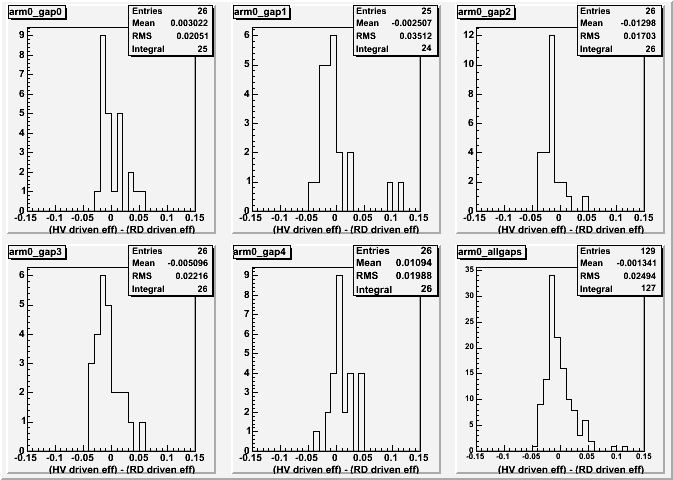 arm0_gap0
Entries 26
Mean 0.003022
RMS 0.02051
Integral 25
9
8
7
6
5
4
3
2
1
0
-0.15 -0.1 -0.05 0 0.05 0.1 0.15
(HV driven eff) - (RD driven eff)
arm0_gap1
Entries 25
Mean -0.002507
RMS 0.03512
Integral 24
6
5
4
3
2
1
0
-0.15 -0.1 -0.05 0 0.05 0.1 0.15
(HV driven eff) - (RD driven eff)
arm0_gap2
Entries 26
Mean -0.01298
RMS 0.01703
Integral 26
12
10
8
6
4
2
0
-0.15 -0.1 -0.05 0 0.05 0.1 0.15
(HV driven eff) - (RD driven eff)
arm0_gap3
Entries 26
Mean -0.005096
RMS 0.02216
Integral 26
6
5
4
3
2
1
0
-0.15 -0.1 -0.05 0 0.05 0.1 0.15
(HV driven eff) - (RD driven eff)
arm0_gap4
Entries 26
Mean 0.01094
RMS 0.01988
Integral 26
9
8
7
6
5
4
3
2
1
0
-0.15 -0.1 -0.05 0 0.05 0.1 0.15
(HV driven eff) - (RD driven eff)
arm0_allgaps
Entries 129
Mean -0.001341
RMS 0.02494
Integral 127
35
30
25
20
15
10
5
0
-0.15 -0.1 -0.05 0 0.05 0.1 0.15
(HV driven eff) - (RD driven eff)